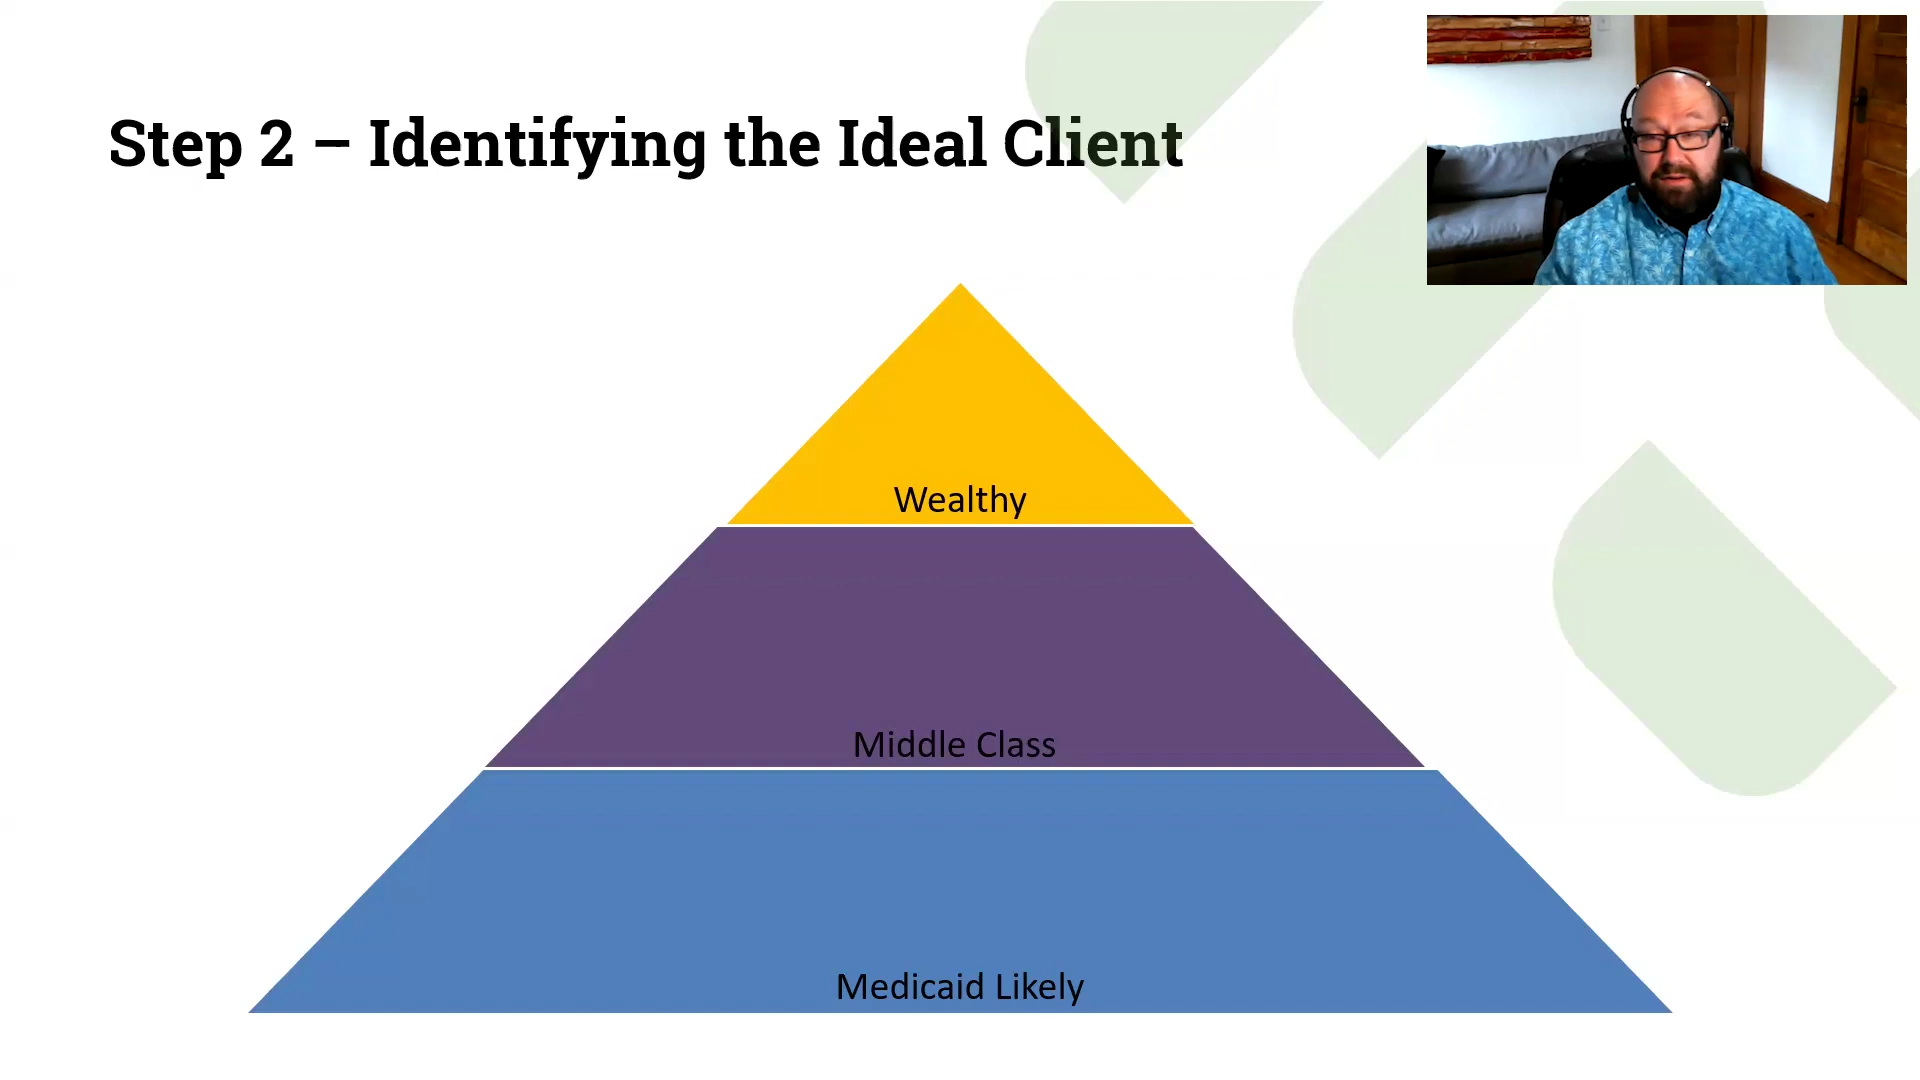 Step 2 – Identifying the Ideal Client
Wealthy
Middle Class
Medicaid Likely